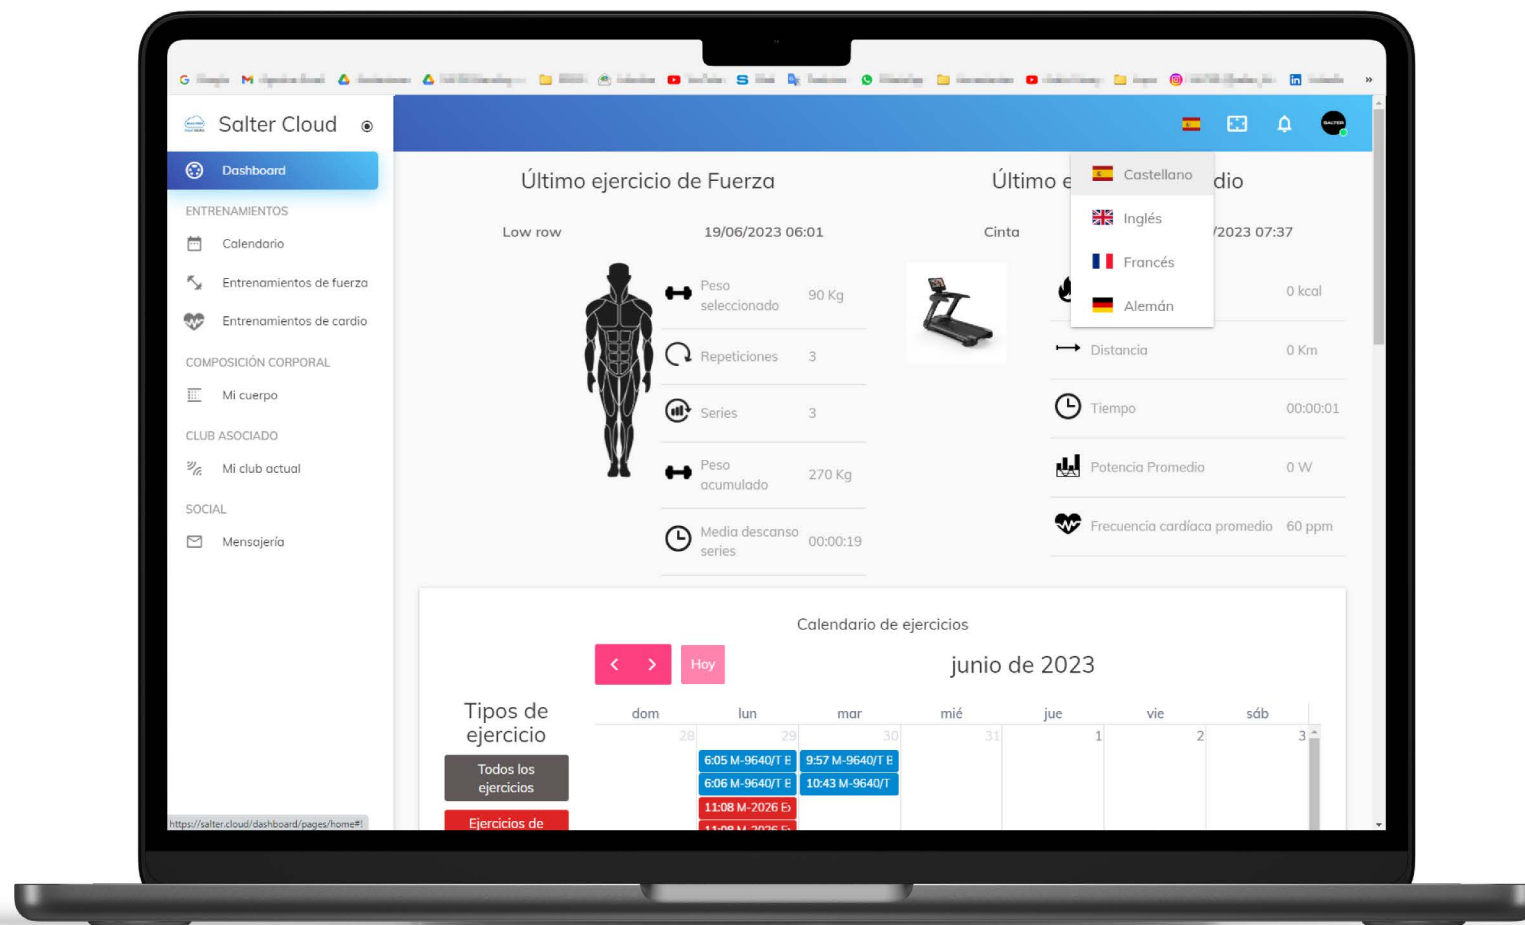 Salter Cloud
SALTER
Dashboard
ENTRENAMIENTOS
Calendario
Entrenamientos de fuerza
Entrenamientos de cardio
COMPOSICIÓN CORPORAL
Mi cuerpo
CLUB ASOCIADO
Mi club actual
SOCIAL
Mensajería
https://salter.cloud/dashboard/pages/home#!
Castellano
Inglés
Francés
Alemán
Último ejercicio de Fuerza
Low row 19/06/2023 06:01
Peso
seleccionado 90 Kg
Repeticiones 3
Series 3
Peso
acumulado 270 Kg
Media descanso
series 00:00:19
Último e dio
Cinta /2023 07:37
0 kcal
Distancia 0 Km
Tiempo 00:00:01
Potencia Promedio 0 W
Frecuencia cardíaca promedio 60 ppm
Calendario de ejercicios
Hoy
junio de 2023
Tipos de
ejercicio
Todos los
ejercicios
Ejercicios de
dom lun mar mié jue vie sáb
28 29 30 31 1 2 3
6:05 M-9640/T E 9:57 M-9640/T E
6:06 M-9640/T E 10:43 M-9640/T
11:08 M-2026 E
11:08 M-2026 E